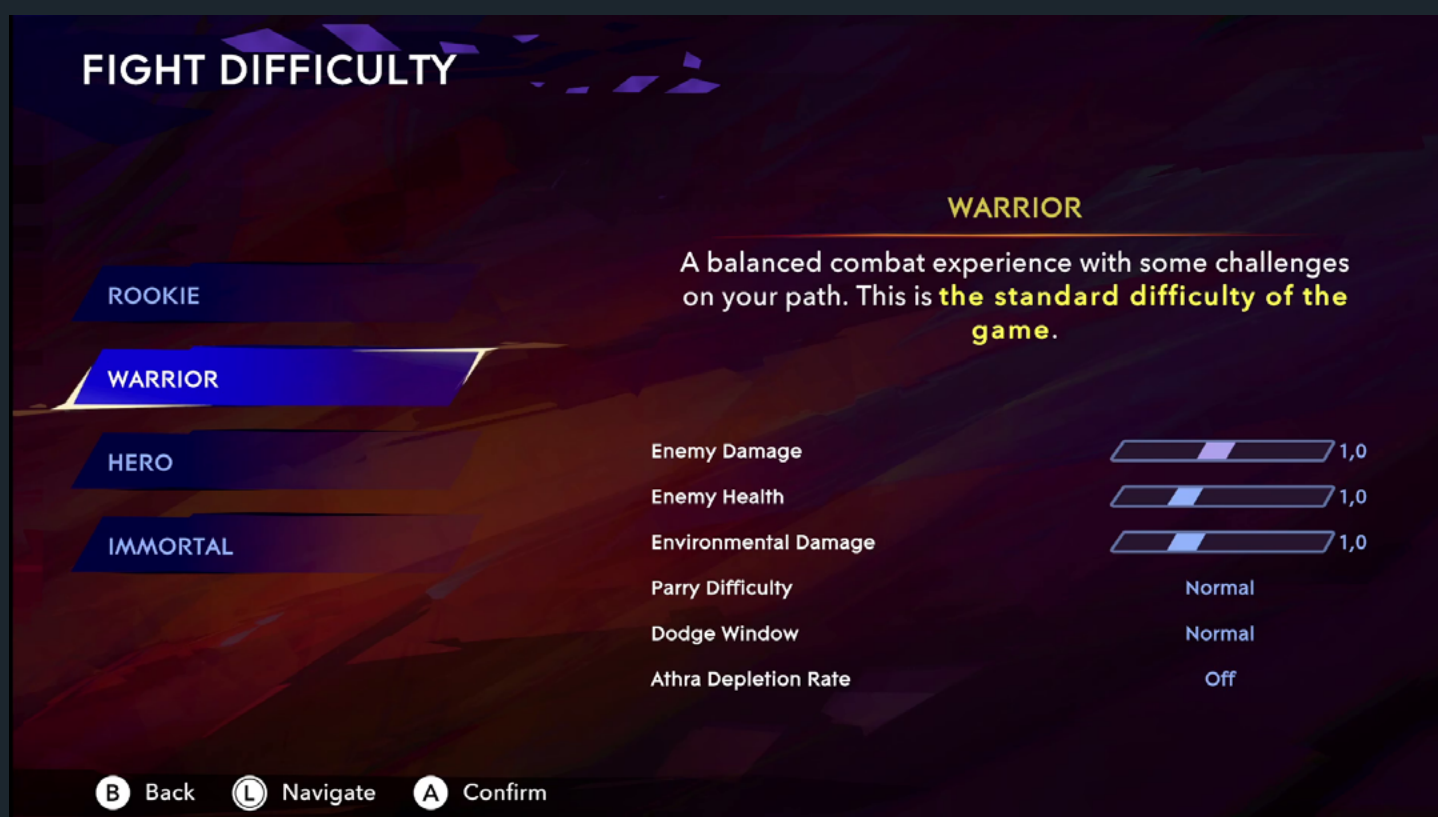 FIGHT DIFFICULTY
ROOKIE
WARRIOR
HERO
IMMORTAL
WARRIOR
A balanced combat experience with some challenges
on your path. This is the standard difficulty of the
game.
Enemy Damage 1,0
Enemy Health 1,0
Environmental Damage 1,0
Parry Difficulty Normal
Dodge Window Normal
Athra Depletion Rate Off
B Back L Navigate A Confirm